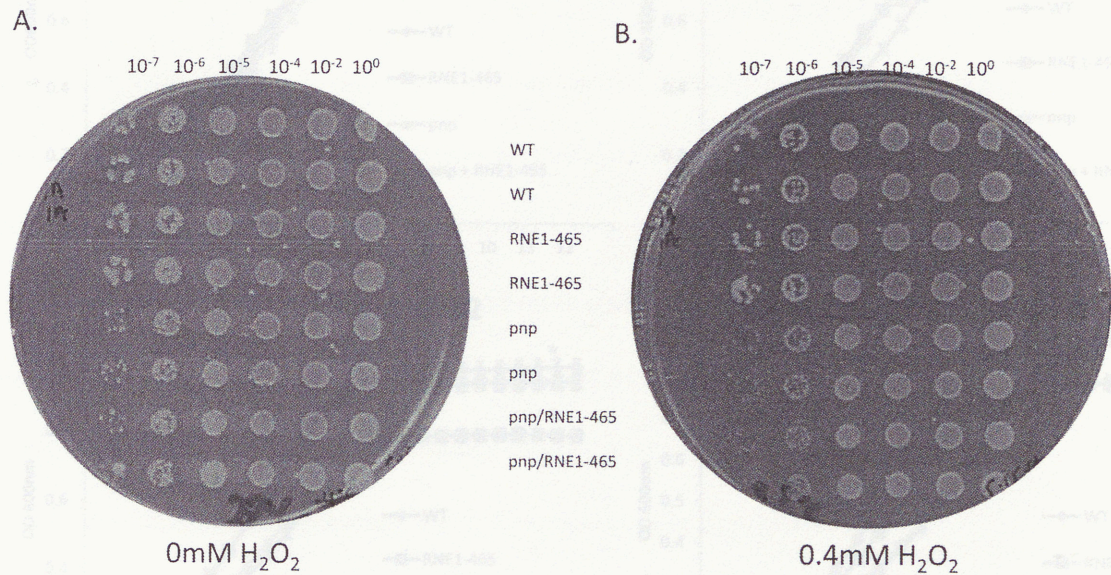 A.
B.
10⁻⁷ 10⁻⁶ 10⁻⁵ 10⁻⁴ 10⁻² 10⁰
10⁻⁷ 10⁻⁶ 10⁻⁵ 10⁻⁴ 10⁻² 10⁰
WT
WT
RNE1-465
RNE1-465
pnp
pnp
pnp/RNE1-465
pnp/RNE1-465
0mM H₂O₂
0.4mM H₂O₂